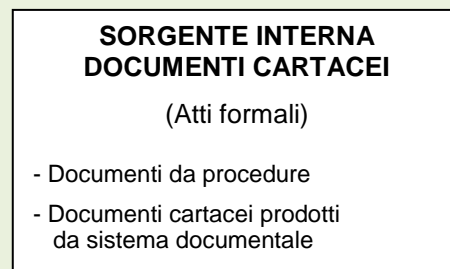 SORGENTE INTERNA
DOCUMENTI CARTACEI
(Atti formali)
- Documenti da procedure
- Documenti cartacei prodotti
da sistema documentale